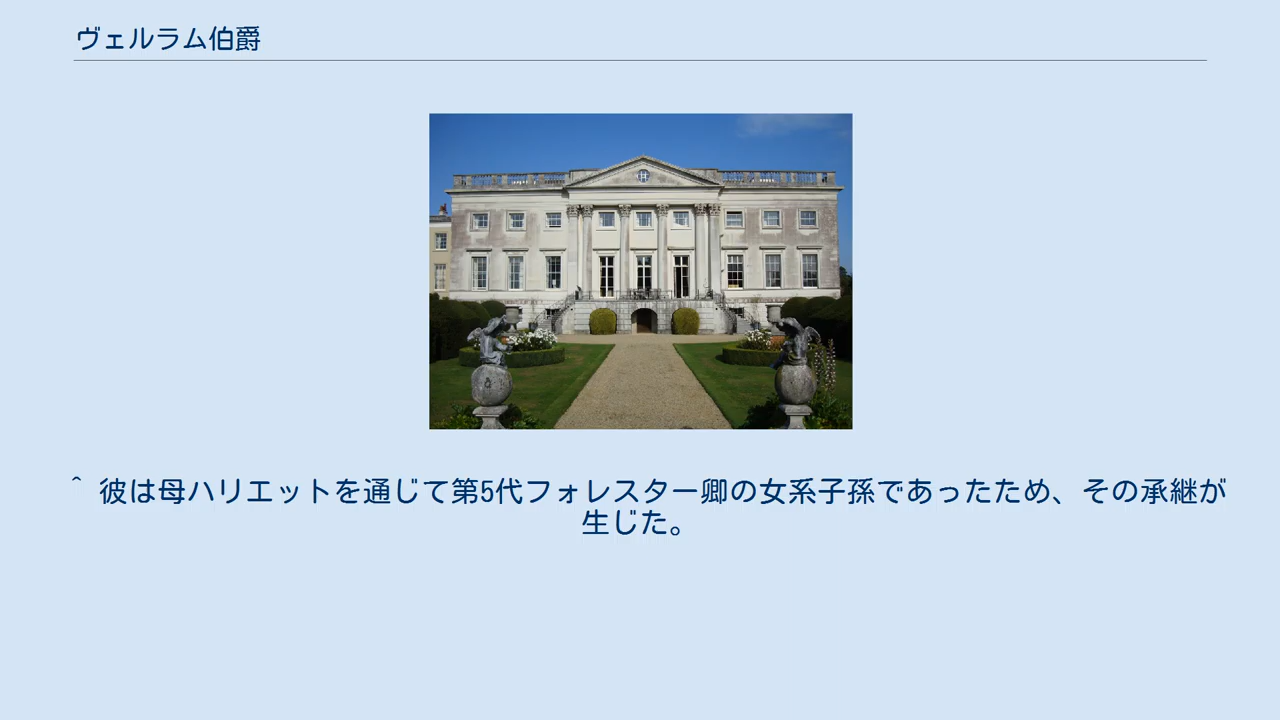 ヴェルラム伯爵
^ 彼は母ハリエットを通じて第5代フォレスター卿の女系子孫であったため、その承継が
生じた。